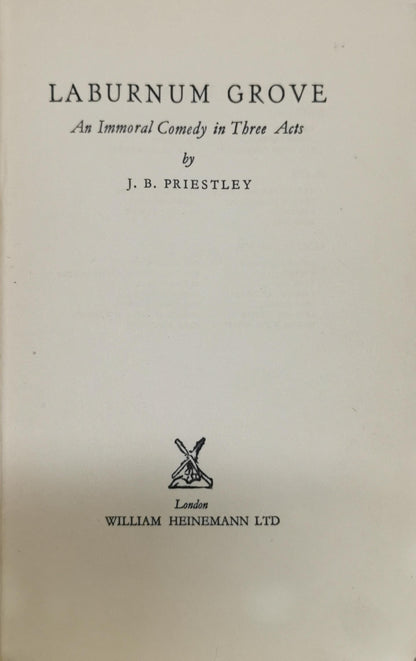 LABURNUM GROVE
An Immoral Comedy in Three Acts
by
J. B. PRIESTLEY
London
WILLIAM HEINEMANN LTD